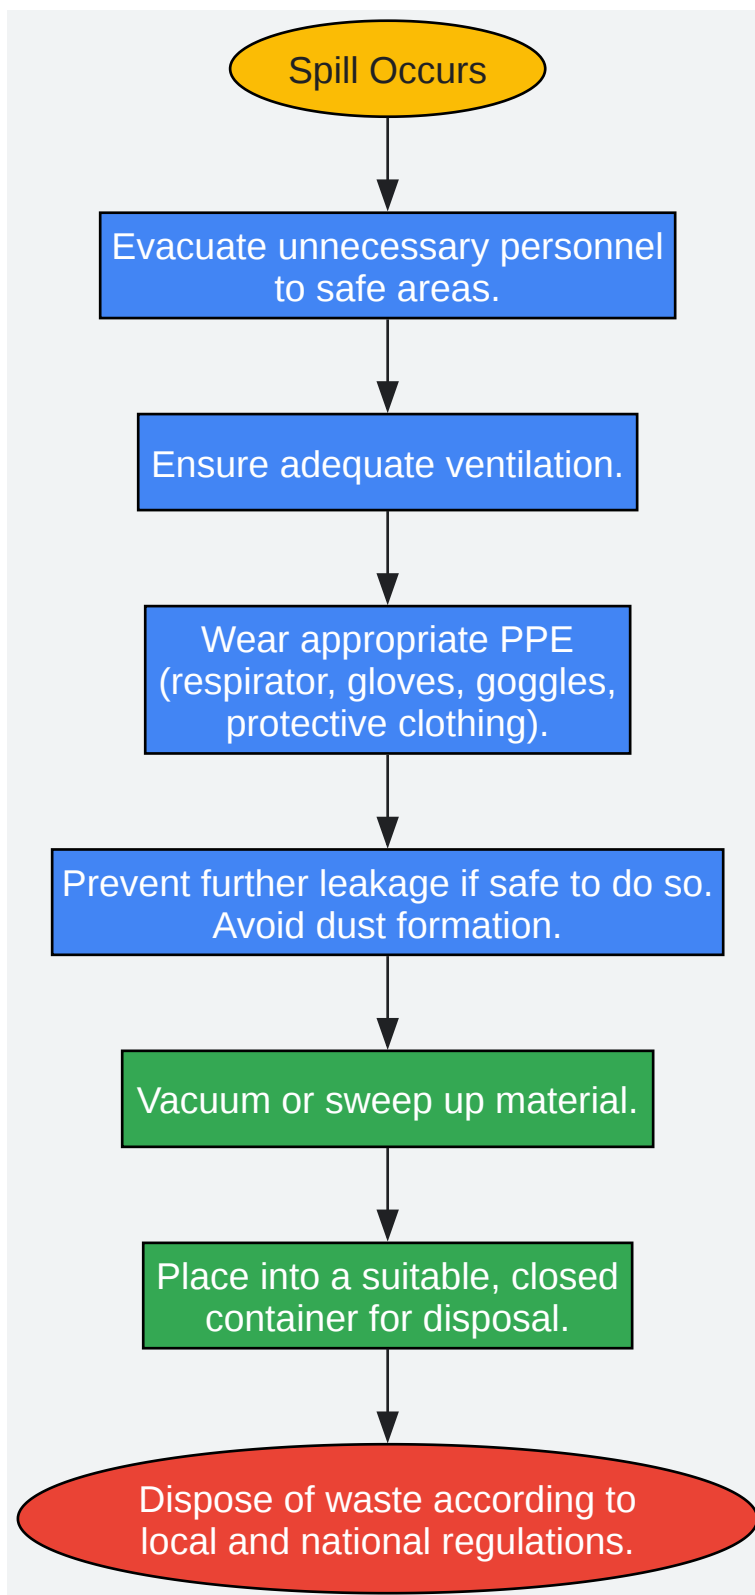 Spill Occurs
Evacuate unnecessary personnel
to safe areas.
Ensure adequate ventilation.
Wear appropriate PPE
(respirator, gloves, goggles,
protective clothing).
Prevent further leakage if safe to do so.
Avoid dust formation.
Vacuum or sweep up material.
Place into a suitable, closed
container for disposal.
Dispose of waste according to
local and national regulations.